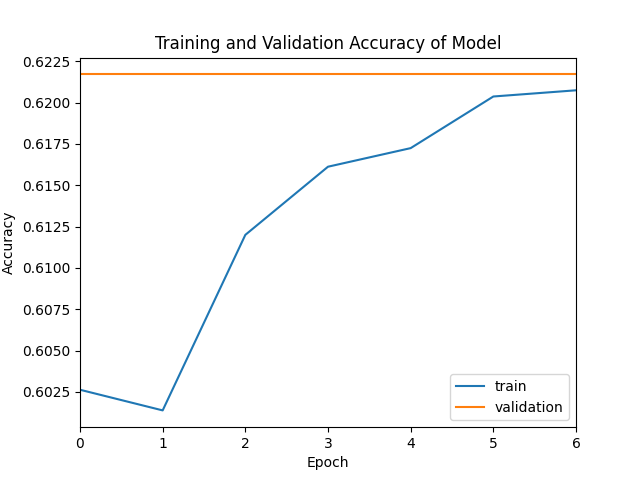 Training and Validation Accuracy of Model
0.6225
0.6200
0.6175
0.6150
0.6125
0.6100
0.6075
0.6050
0.6025
Accuracy
train
validation
0 1 2 3 4 5 6
Epoch